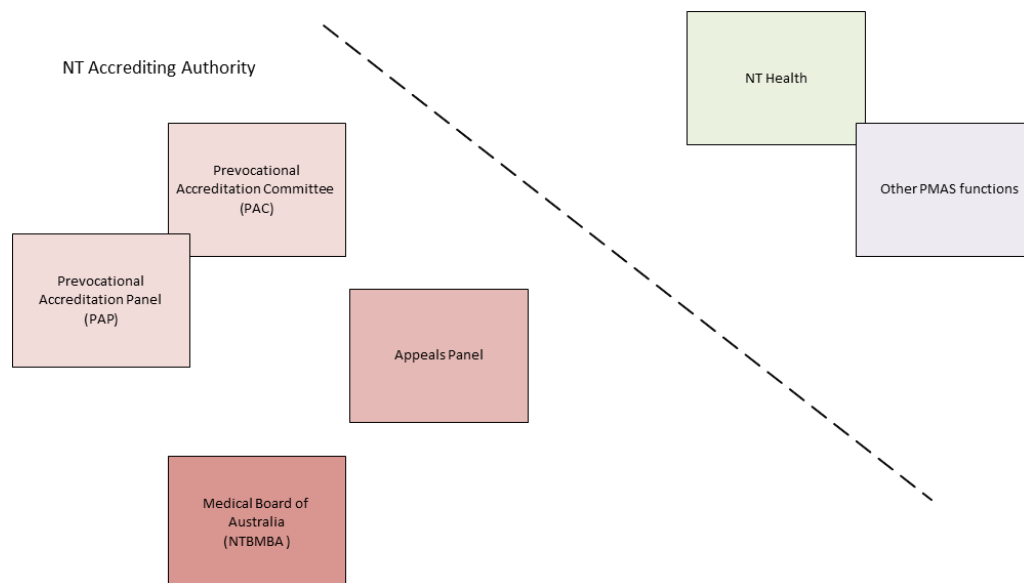 NT Accrediting Authority
NT Health
Other PMAS functions
Prevocational
Accreditation Committee
(PAC)
Prevocational
Accreditation Panel
(PAP)
Appeals Panel
Medical Board of
Australia
(NTBMBA )